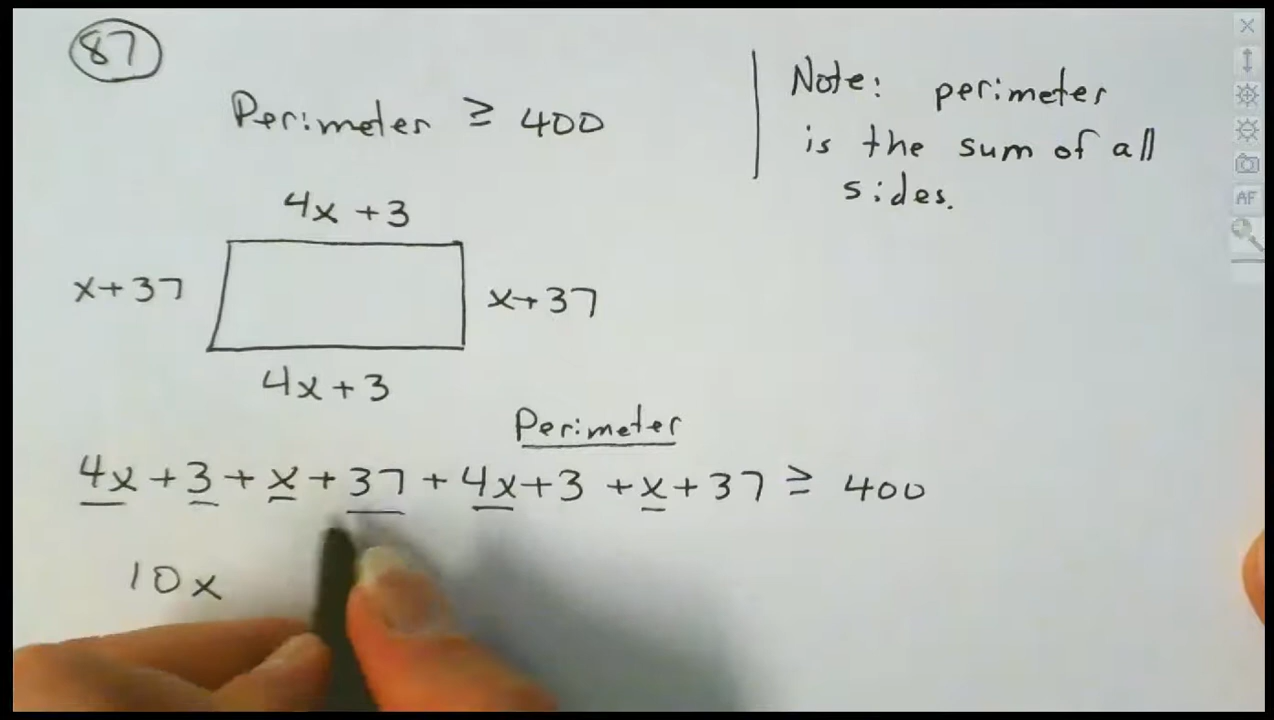 87
Perimeter ≥ 400
Note: perimeter
is the sum of all
sides.
4x + 3
x + 37
x + 37
4x + 3
Perimeter
4x + 3 + x + 37 + 4x + 3 + x + 37 ≥ 400
10x
AF